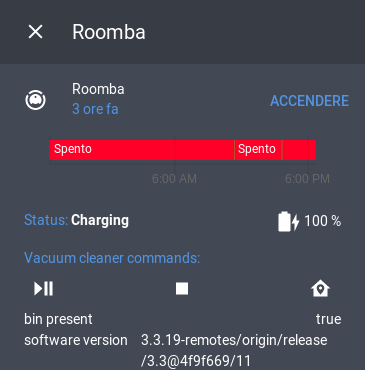 Roomba
Roomba
3 ore fa
ACCENDERE
Spento Spento
6:00 AM 6:00 PM
Status: Charging 100 %
Vacuum cleaner commands:
bin present true
software version 3.3.19-remotes/origin/release
/3.3@4f9f669/11